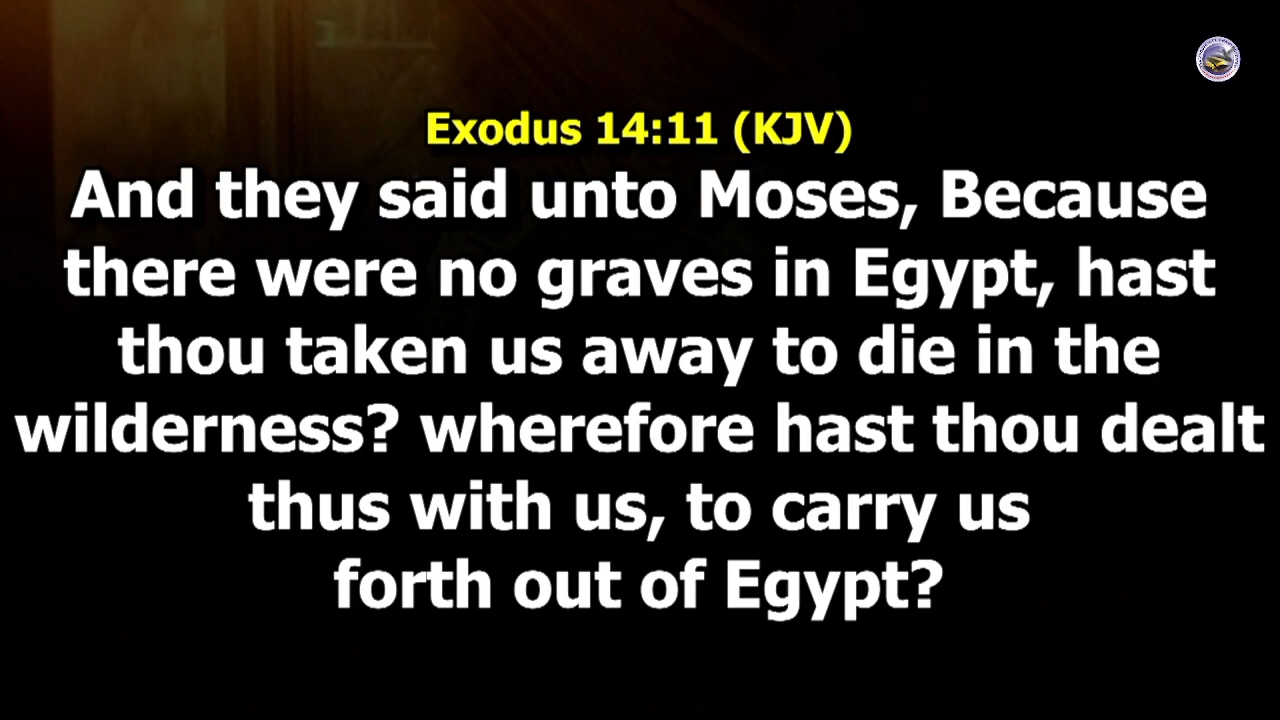 Exodus 14:11 (KJV)
And they said unto Moses, Because
there were no graves in Egypt, hast
thou taken us away to die in the
wilderness? wherefore hast thou dealt
thus with us, to carry us
forth out of Egypt?